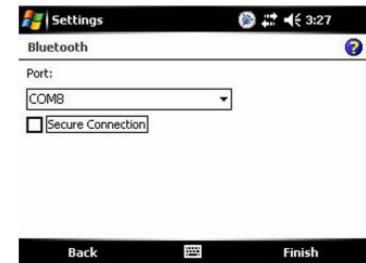 Settings 3:27
Bluetooth
Port:
COM8
Secure Connection
Back Finish